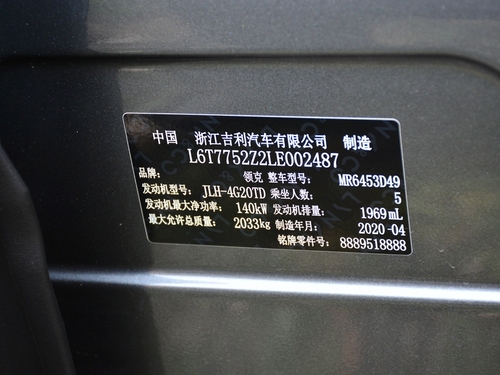 中国 浙江吉利汽车有限公司 制造
L6T7752Z2LE002487
品牌: 领克 整车型号: MR6453D49
发动机型号: JLH-4G20TD 乘坐人数: 5
发动机最大净功率: 140kW 发动机排量: 1969mL
最大允许总质量: 2033kg 制造年月: 2020-04
铭牌零件号: 8889518888